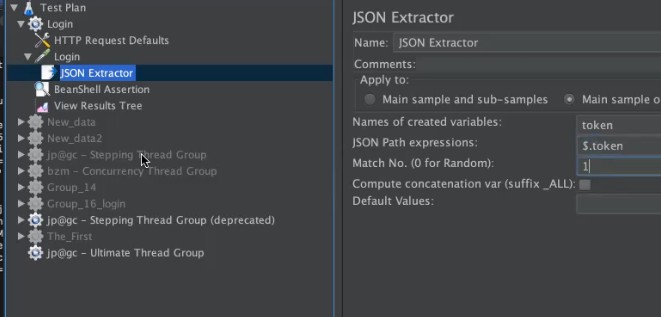 Test Plan
Login
HTTP Request Defaults
Login
JSON Extractor
BeanShell Assertion
View Results Tree
New_data
New_data2
jp@gc - Stepping Thread Group
bzm - Concurrency Thread Group
Group_14
Group_16_login
jp@gc - Stepping Thread Group (deprecated)
The_First
jp@gc - Ultimate Thread Group
JSON Extractor
Name: JSON Extractor
Comments:
Apply to:
Main sample and sub-samples Main sample o
Names of created variables: token
JSON Path expressions: $.token
Match No. (0 for Random): 1
Compute concatenation var (suffix _ALL):
Default Values: